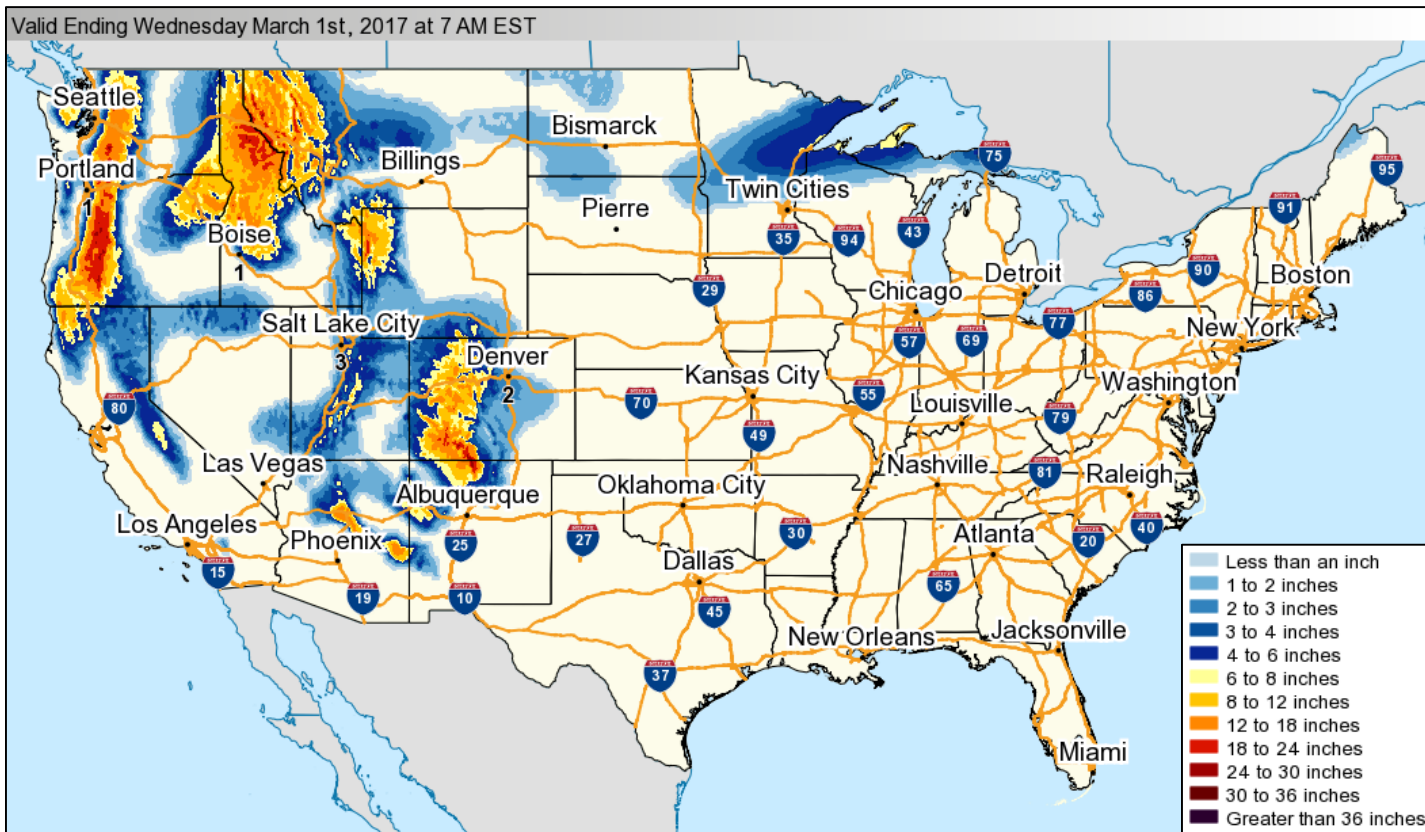 Valid Ending Wednesday March 1st, 2017 at 7 AM EST
Seattle
Bismarck
Billings
Portland
1
75
95
Twin Cities
Pierre
91
Boise
1
35
94
43
90
Boston
29
Detroit
86
Chicago
Salt Lake City
3
57
69
77
New York
Denver
2
Kansas City
Washington
80
70
55
Louisville
79
49
Las Vegas
Nashville
81
Raleigh
Albuquerque
Oklahoma City
Los Angeles
Phoenix
25
27
30
Atlanta
20
40
15
Dallas
19
10
45
65
New Orleans
Jacksonville
37
Miami
Less than an inch
1 to 2 inches
2 to 3 inches
3 to 4 inches
4 to 6 inches
6 to 8 inches
8 to 12 inches
12 to 18 inches
18 to 24 inches
24 to 30 inches
30 to 36 inches
Greater than 36 inches